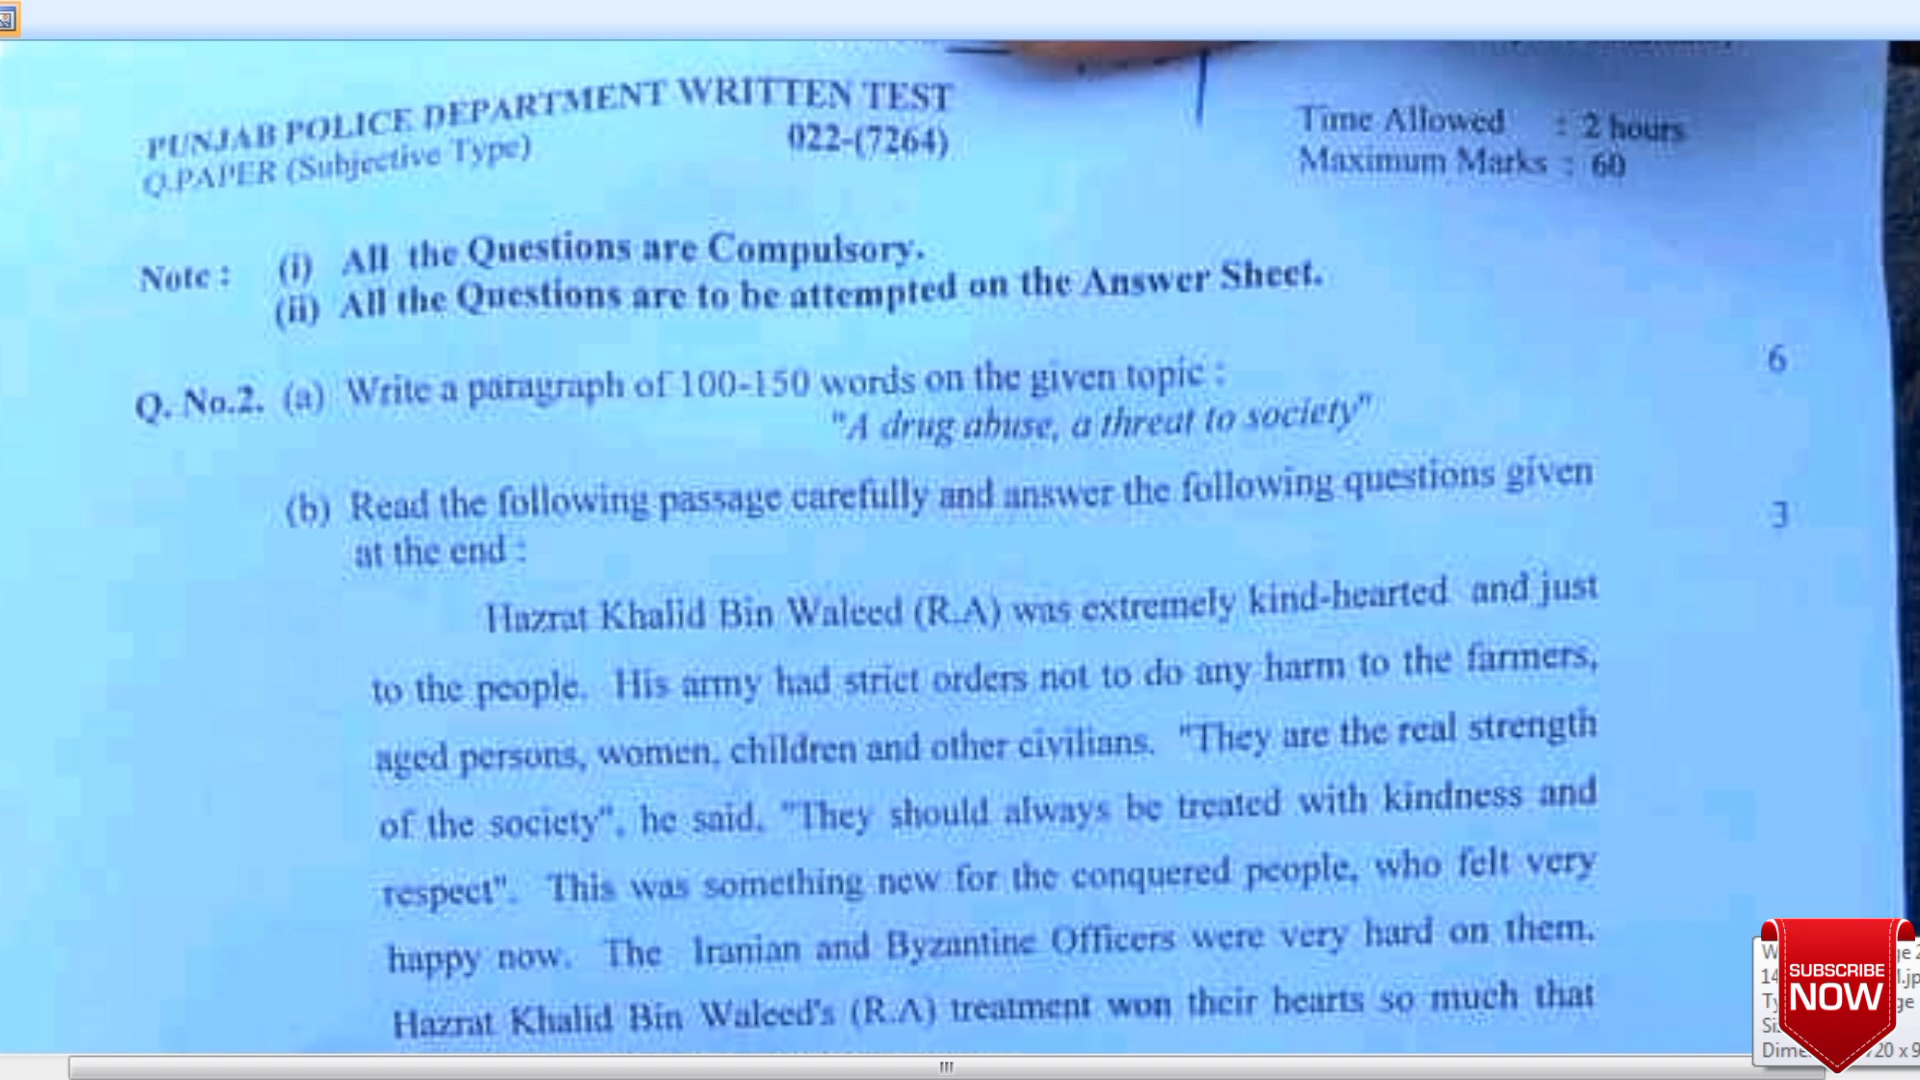 PUNJAB POLICE DEPARTMENT WRITTEN TEST
Q.PAPER (Subjective Type)
022-(7264)
Time Allowed : 2 hours
Maximum Marks : 60
Note : (i) All the Questions are Compulsory.
(ii) All the Questions are to be attempted on the Answer Sheet.
Q. No.2. (a) Write a paragraph of 100-150 words on the given topic : 6
"A drug abuse, a threat to society"
(b) Read the following passage carefully and answer the following questions given 3
at the end :
Hazrat Khalid Bin Waleed (R.A) was extremely kind-hearted and just
to the people. His army had strict orders not to do any harm to the farmers,
aged persons, women, children and other civilians. "They are the real strength
of the society", he said. "They should always be treated with kindness and
respect". This was something new for the conquered people, who felt very
happy now. The Iranian and Byzantine Officers were very hard on them.
Hazrat Khalid Bin Waleed's (R.A) treatment won their hearts so much that
SUBSCRIBE
NOW